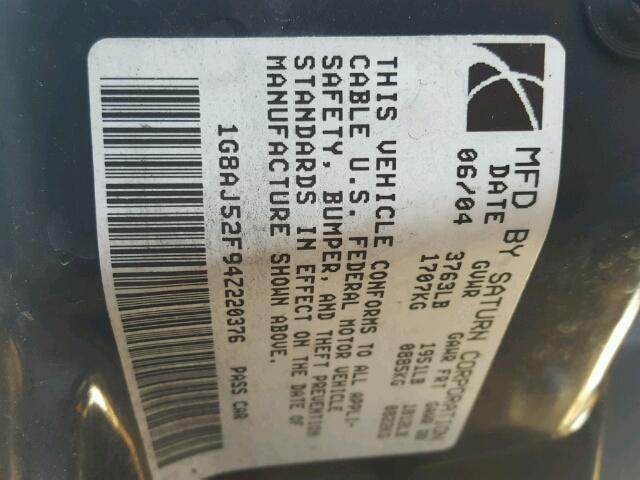 MFD BY SATURN CORPORATION
DATE GVWR GAWR FRT GAWR RR
06/04 3763LB 1951LB 1812LB
1707KG 0885KG 0822KG
THIS VEHICLE CONFORMS TO ALL APPLI-
CABLE U.S. FEDERAL MOTOR VEHICLE
SAFETY, BUMPER, AND THEFT PREVENTION
STANDARDS IN EFFECT ON THE DATE OF
MANUFACTURE SHOWN ABOVE.
1G8AJ52F94Z220376 PASS CAR